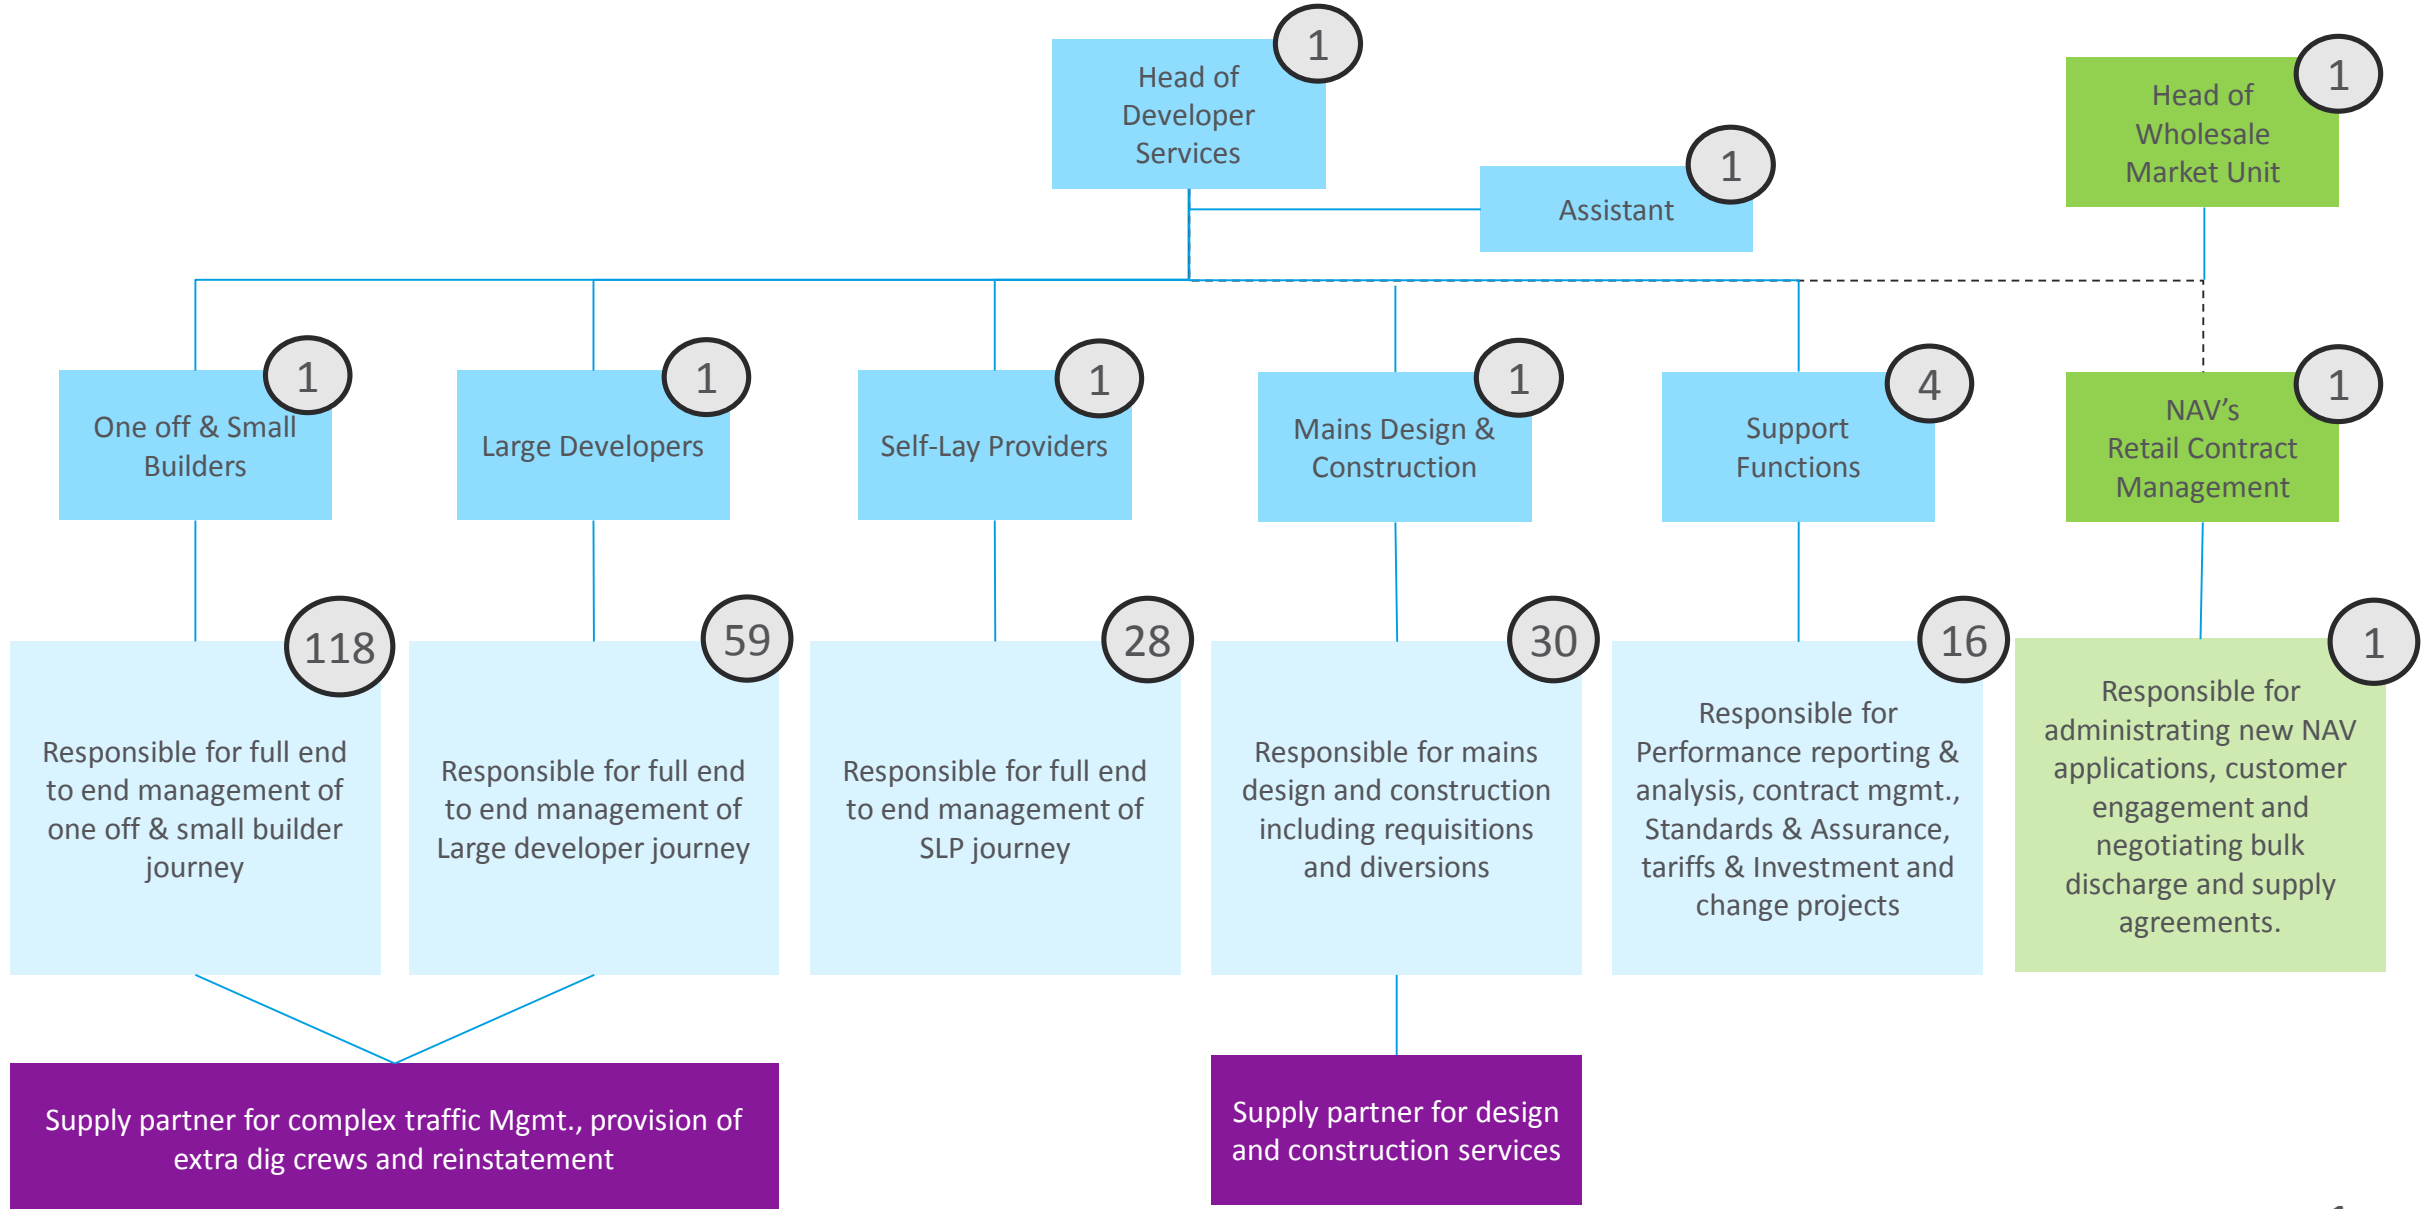 1
Head of
Developer
Services
1
Head of
Wholesale
Market Unit
1
Assistant
1
One off & Small
Builders
1
Large Developers
1
Self-Lay Providers
1
Mains Design &
Construction
4
Support
Functions
1
NAV’s
Retail Contract
Management
118
Responsible for full end
to end management of
one off & small builder
journey
59
Responsible for full end
to end management of
Large developer journey
28
Responsible for full end
to end management of
SLP journey
30
Responsible for mains
design and construction
including requisitions
and diversions
16
Responsible for
Performance reporting &
analysis, contract mgmt.,
Standards & Assurance,
tariffs & Investment and
change projects
1
Responsible for
administrating new NAV
applications, customer
engagement and
negotiating bulk
discharge and supply
agreements.
Supply partner for complex traffic Mgmt., provision of
extra dig crews and reinstatement
Supply partner for design
and construction services